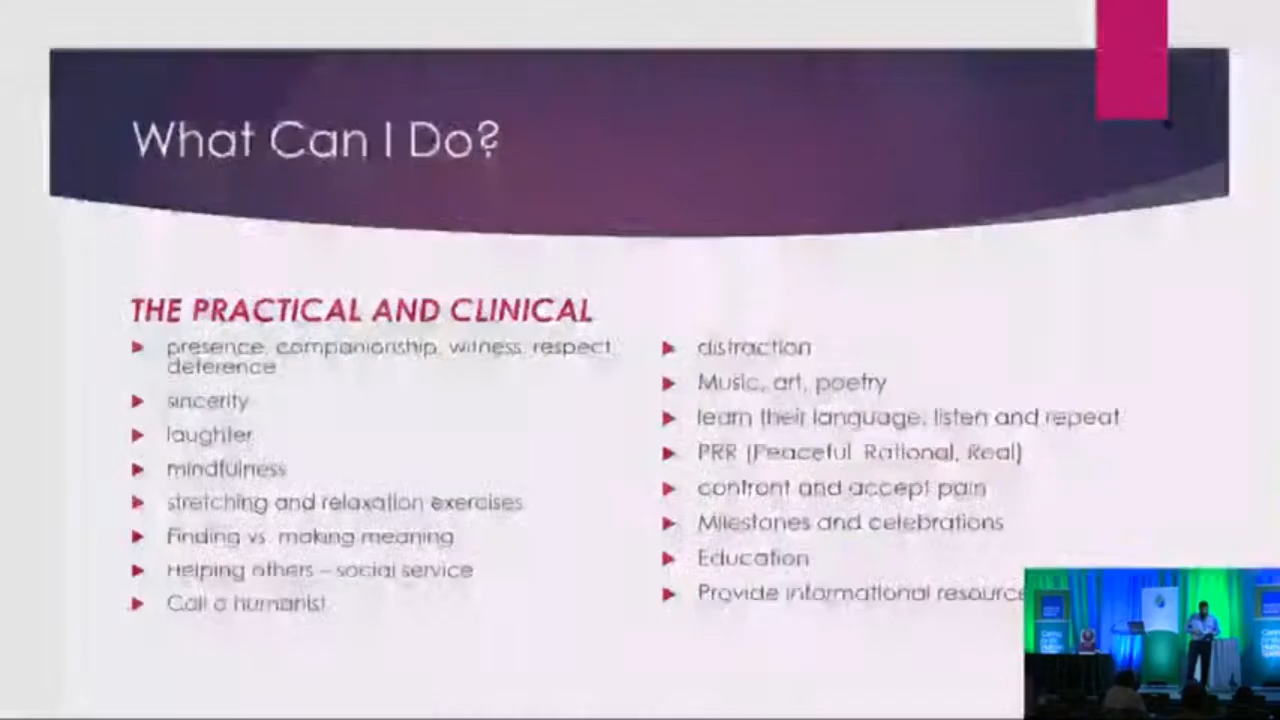 What Can I Do?
THE PRACTICAL AND CLINICAL
presence, companionship, witness, respect
deference
sincerity
laughter
mindfulness
stretching and relaxation exercises
Finding vs. making meaning
Helping others – social service
Call a humanist
distraction
Music, art, poetry
learn their language, listen and repeat
PRR (Peaceful, Rational, Real)
confront and accept pain
Milestones and celebrations
Education
Provide informational